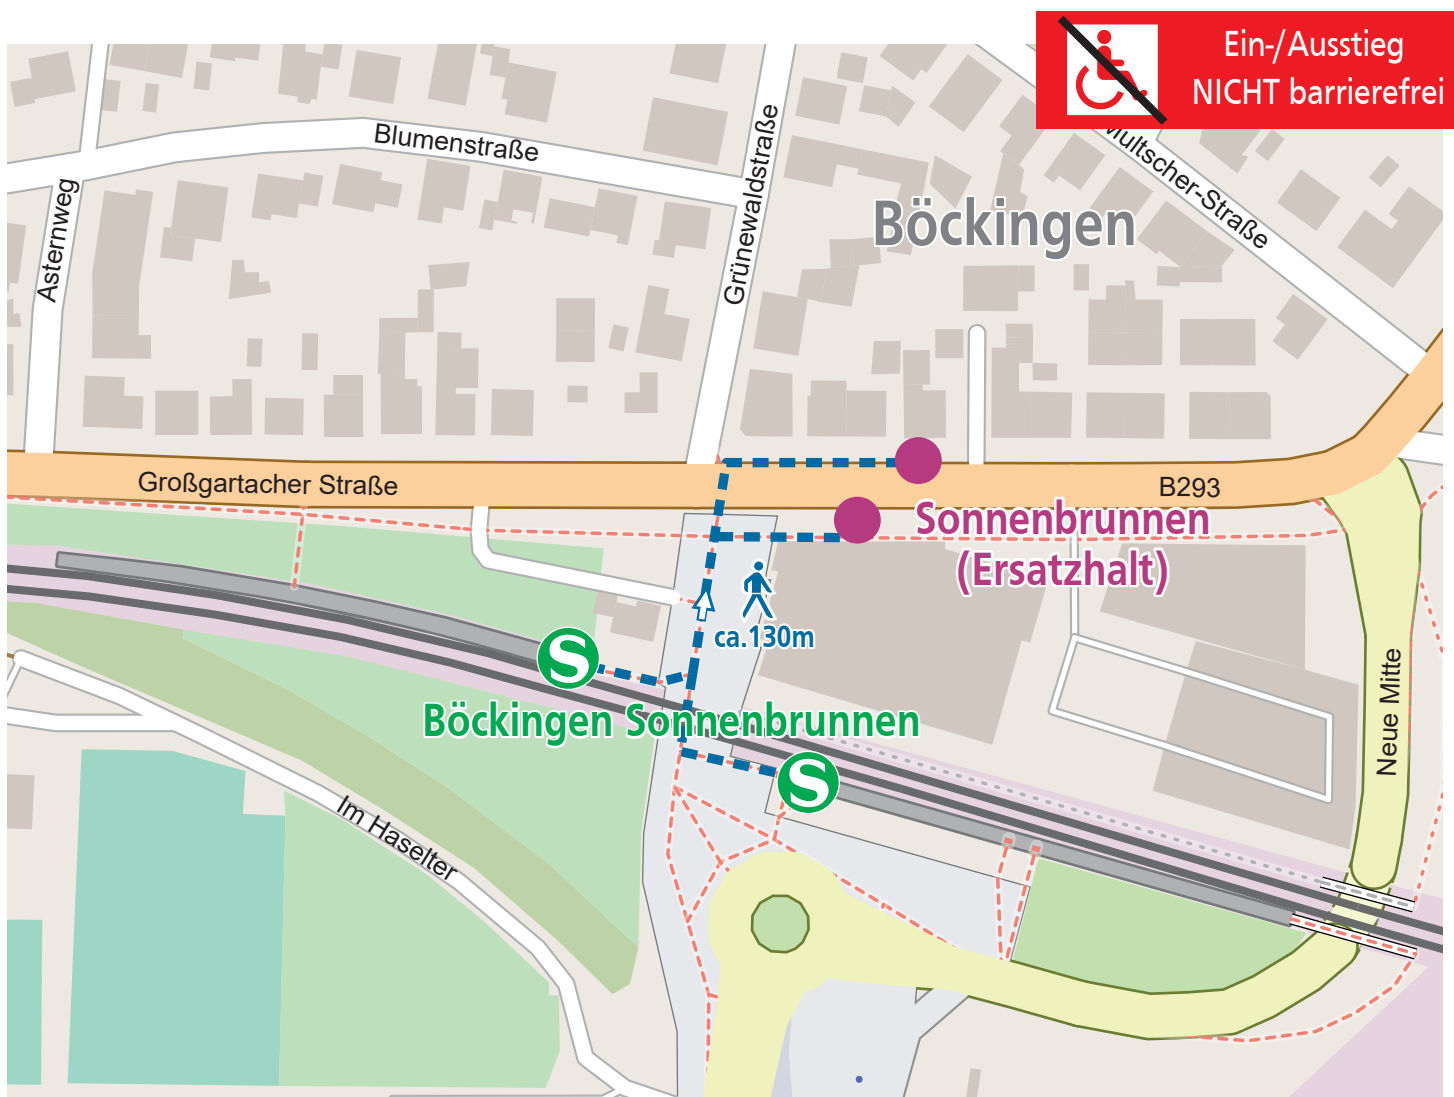 Ein-/Ausstieg
NICHT barrierefrei
Blumenstraße
Multscher-Straße
Asternweg
Grünewaldstraße
Böckingen
Großgartacher Straße
B293
Sonnenbrunnen
(Ersatzhalt)
ca.130m
S
Böckingen Sonnenbrunnen
S
Neue Mitte
Im Haselter